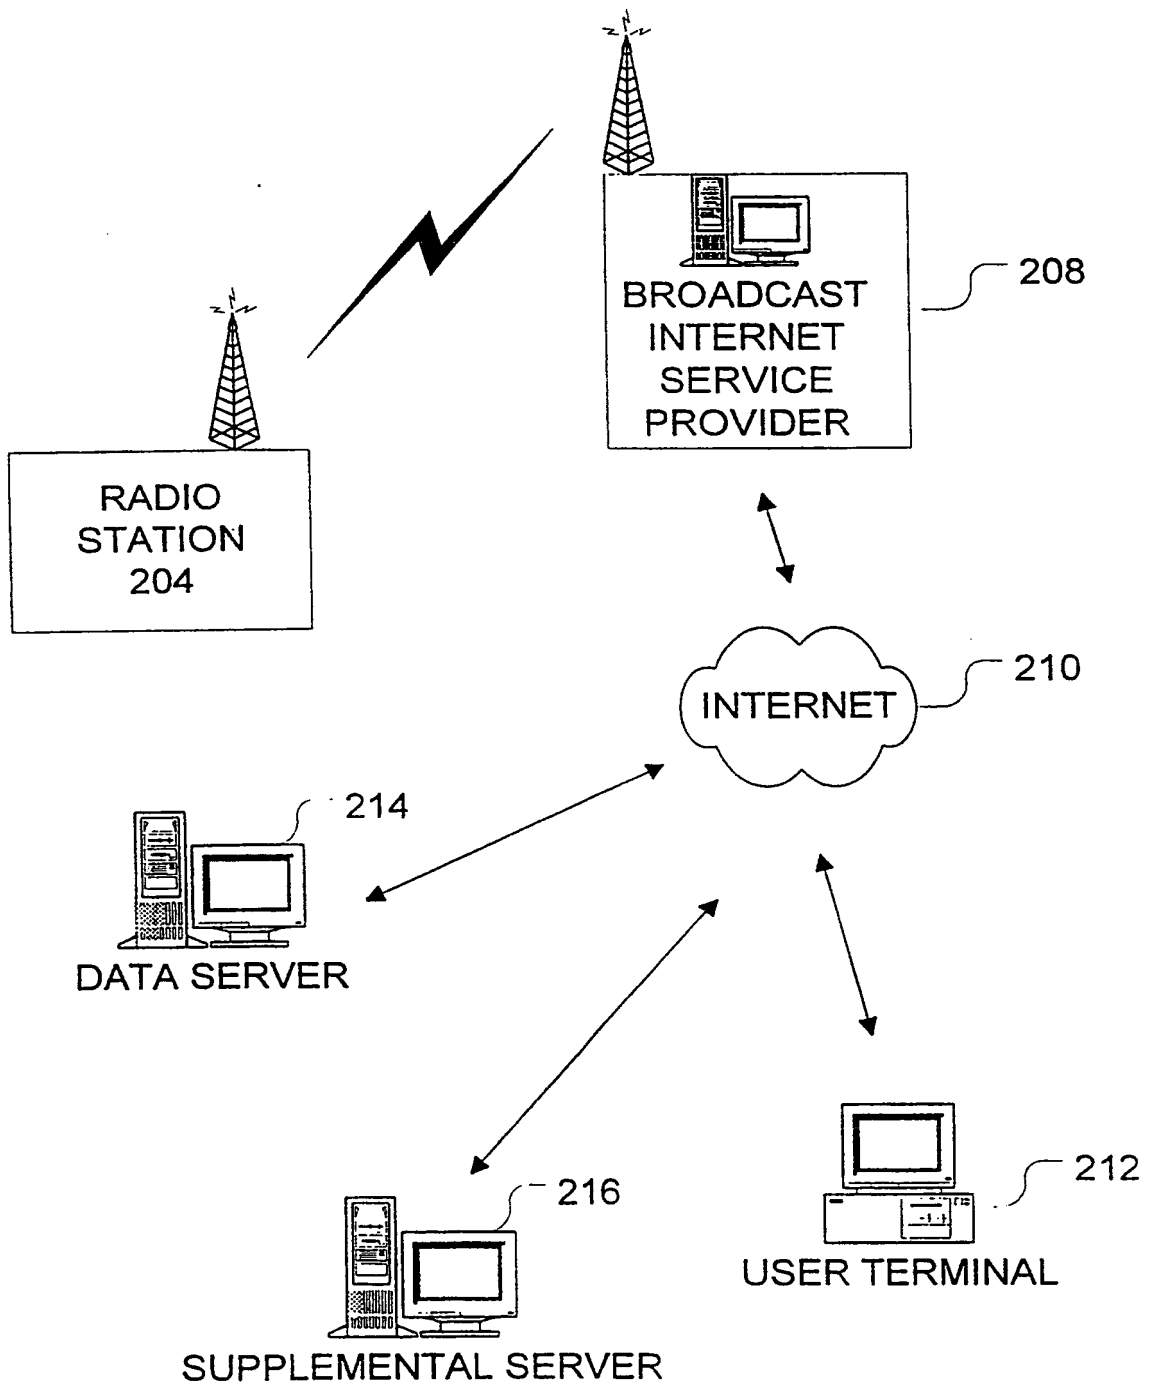 208
BROADCAST
INTERNET
SERVICE
PROVIDER
RADIO
STATION
204
210
INTERNET
214
DATA SERVER
212
216
USER TERMINAL
SUPPLEMENTAL SERVER